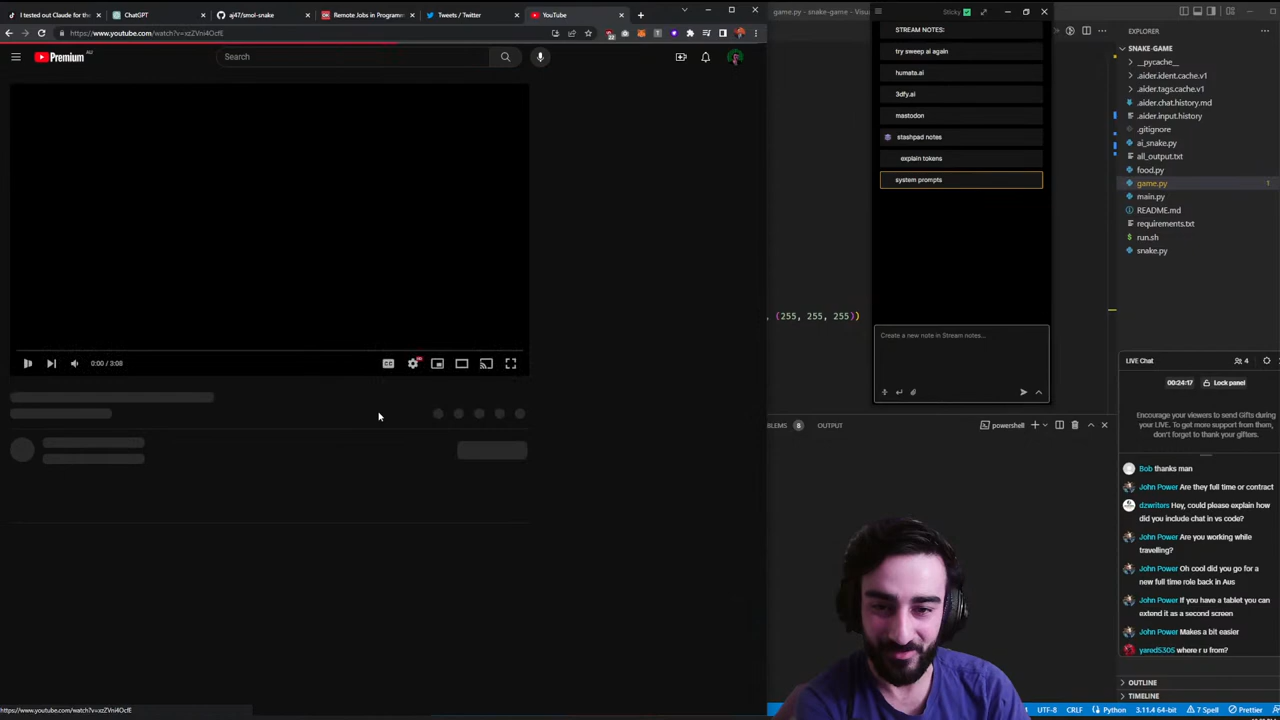 I tested out Claude for the first
ChatGPT
aj47/smol-snake
Remote Jobs in Programm
Tweets / Twitter
YouTube
https://www.youtube.com/watch?v=xzZVni4OcfE
Premium
AU
Search
0:00 / 3:08
https://www.youtube.com/watch?v=xzZVni4OcfE
game.py - snake-game - Visua
Sticky
STREAM NOTES:
try sweep ai again
humata.ai
3dfy.ai
mastodon
stashpad notes
explain tokens
system prompts
, (255, 255, 255))
Create a new note in Stream notes...
BLEMS 8
OUTPUT
powershell
EXPLORER
SNAKE-GAME
__pycache__
.aider.ident.cache.v1
.aider.tags.cache.v1
.aider.chat.history.md
.aider.input.history
.gitignore
ai_snake.py
all_output.txt
food.py
game.py 1
main.py
README.md
requirements.txt
run.sh
snake.py
LIVE Chat 4
00:24:17 Lock panel
Encourage your viewers to send Gifts during
your LIVE. To get more support from them,
don't forget to thank your gifters.
Bob thanks man
John Power Are they full time or contract
dzwriters Hey, could please explain how
did you include chat in vs code?
John Power Are you working while
travelling?
John Power Oh cool did you go for a
new full time role back in Aus
John Power If you have a tablet you can
extend it as a second screen
John Power Makes a bit easier
yared5305 where r u from?
OUTLINE
TIMELINE
4 UTF-8 CRLF Python 3.11.4 64-bit 7 Spell Prettier